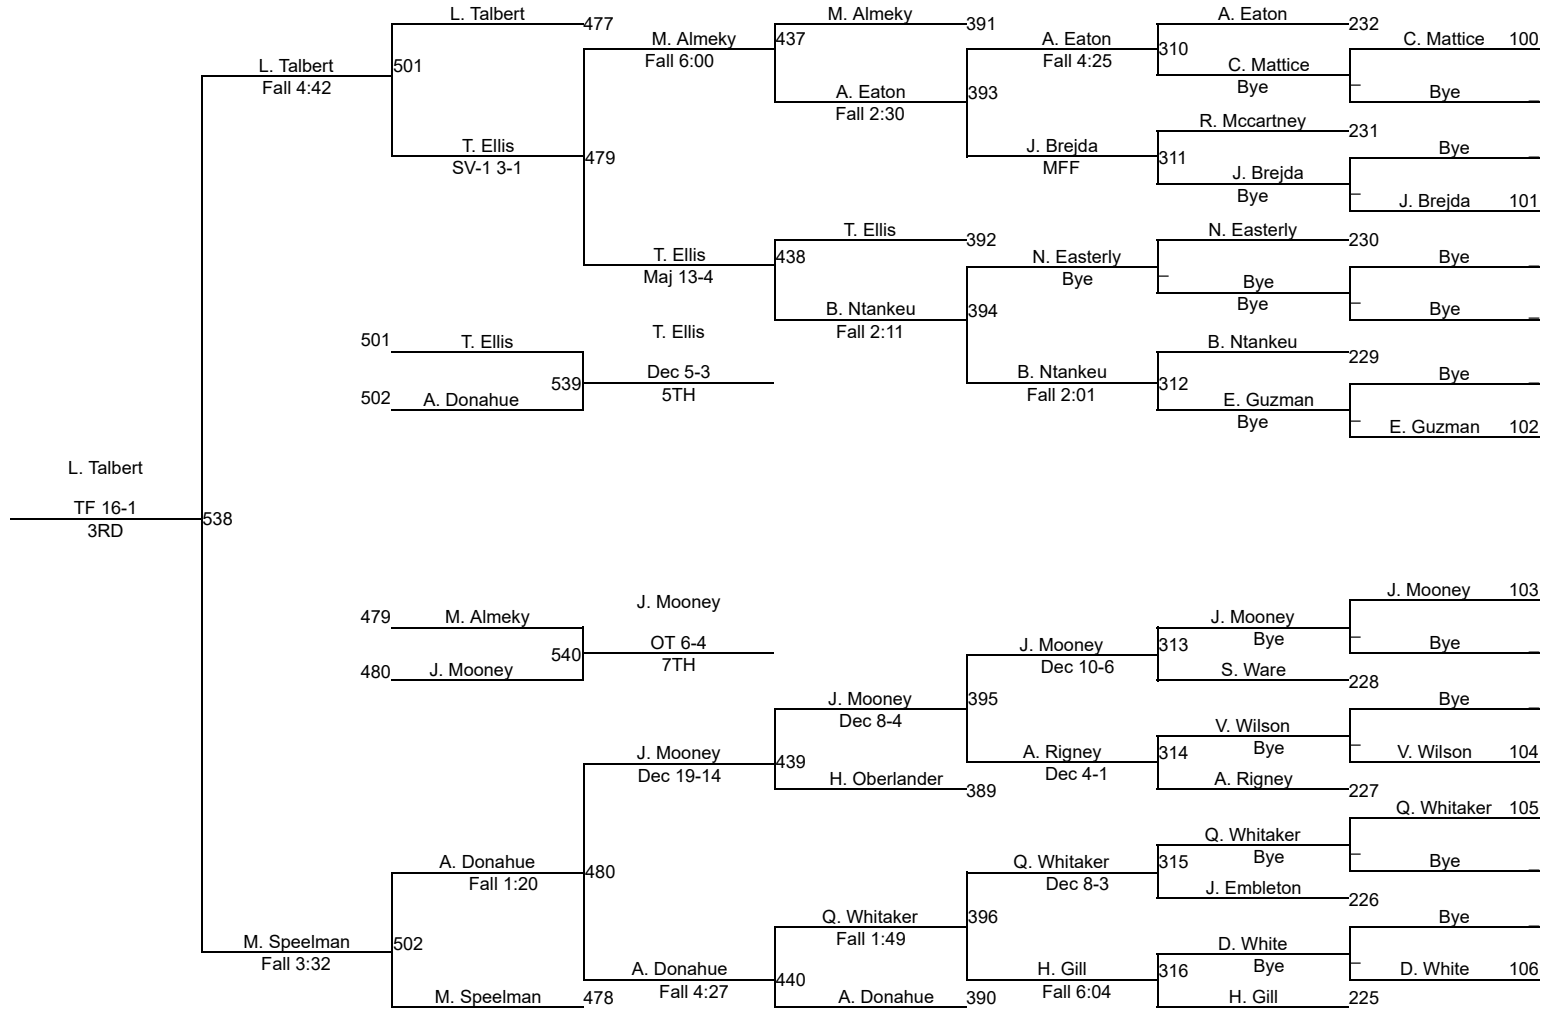 L. Talbert
477
M. Almeky
391
A. Eaton
232
M. Almeky
437
A. Eaton
C. Mattice 100
L. Talbert
501
Fall 6:00
Fall 4:25
310
C. Mattice
Fall 4:42
A. Eaton
393
Bye
Bye _
Fall 2:30
R. Mccartney
231
T. Ellis
479
J. Brejda
311
Bye _
SV-1 3-1
MFF
J. Brejda
Bye
J. Brejda 101
T. Ellis
392
N. Easterly
230
T. Ellis
438
N. Easterly
Bye _
Maj 13-4
Bye
Bye
B. Ntankeu
394
Bye
Bye _
501
T. Ellis
T. Ellis
Fall 2:11
B. Ntankeu
229
539
Dec 5-3
B. Ntankeu
312
Bye _
502
A. Donahue
5TH
Fall 2:01
E. Guzman
Bye
E. Guzman 102
L. Talbert
TF 16-1
538
3RD
479
M. Almeky
J. Mooney
J. Mooney 103
540
OT 6-4
J. Mooney
313
J. Mooney
480
J. Mooney
7TH
Dec 10-6
Bye
Bye _
S. Ware
228
J. Mooney
395
Bye _
Dec 8-4
V. Wilson
J. Mooney
439
A. Rigney
314
Bye
V. Wilson 104
Dec 19-14
H. Oberlander
389
Dec 4-1
A. Rigney
227
Q. Whitaker 105
Q. Whitaker
A. Donahue
480
Q. Whitaker
315
Bye
Bye _
Fall 1:20
Dec 8-3
J. Embleton
226
Q. Whitaker
396
Bye _
M. Speelman
502
Fall 1:49
D. White
Fall 3:32
A. Donahue
440
H. Gill
316
Bye
D. White 106
M. Speelman
478
Fall 4:27
A. Donahue
390
Fall 6:04
H. Gill
225